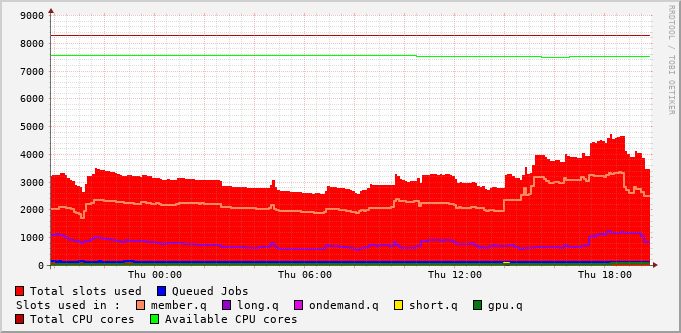 9000
8000
7000
6000
5000
4000
3000
2000
1000
0
Thu 00:00 Thu 06:00 Thu 12:00 Thu 18:00
Total slots used Queued Jobs
Slots used in : member.q long.q ondemand.q short.q gpu.q
Total CPU cores Available CPU cores
RRDTOOL / TOBI OETIKER